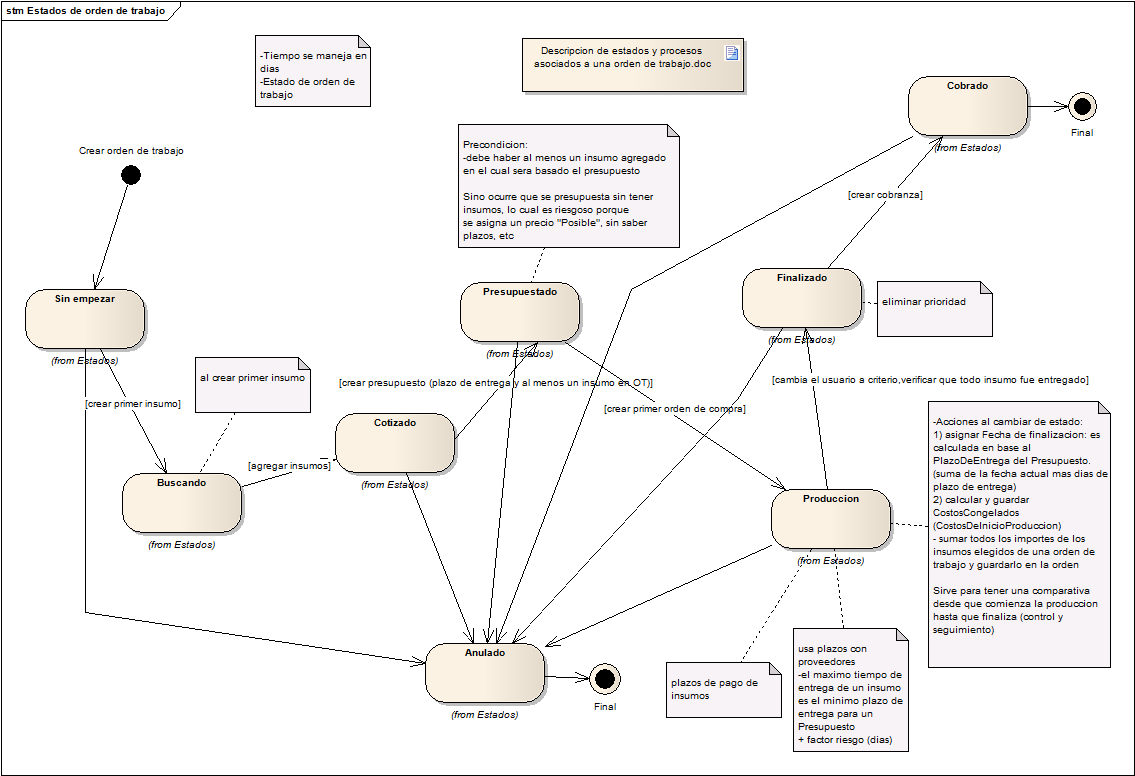 stm Estados de orden de trabajo
-Tiempo se maneja en
dias
-Estado de orden de
trabajo
Descripcion de estados y procesos
asociados a una orden de trabajo.doc
Cobrado
(from Estados)
Final
Crear orden de trabajo
Precondicion:
-debe haber al menos un insumo agregado
en el cual sera basado el presupuesto
Sino ocurre que se presupuesta sin tener
insumos, lo cual es riesgoso porque
se asigna un precio "Posible", sin saber
plazos, etc
[crear cobranza]
Sin empezar
(from Estados)
Presupuestado
(from Estados)
Finalizado
(from Estados)
eliminar prioridad
al crear primer insumo
[crear presupuesto (plazo de entrega y al menos un insumo en OT)]
[cambia el usuario a criterio,verificar que todo insumo fue entregado]
[crear primer insumo]
[crear primer orden de compra]
Cotizado
(from Estados)
[agregar insumos]
Buscando
(from Estados)
Produccion
(from Estados)
-Acciones al cambiar de estado:
1) asignar Fecha de finalizacion: es
calculada en base al
PlazoDeEntrega del Presupuesto.
(suma de la fecha actual mas dias de
plazo de entrega)
2) calcular y guardar
CostosCongelados
(CostosDeInicioProduccion)
- sumar todos los importes de los
insumos elegidos de una orden de
trabajo y guardarlo en la orden
Sirve para tener una comparativa
desde que comienza la produccion
hasta que finaliza (control y
seguimiento)
Anulado
(from Estados)
Final
plazos de pago de
insumos
usa plazos con
proveedores
-el maximo tiempo de
entrega de un insumo
es el minimo plazo de
entrega para un
Presupuesto
+ factor riesgo (dias)